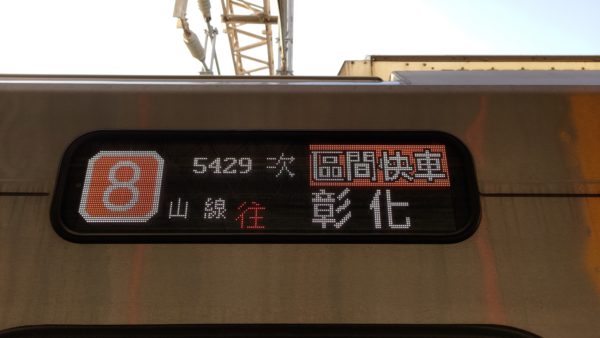 8
5429 次 區間快車
山線往 彰化